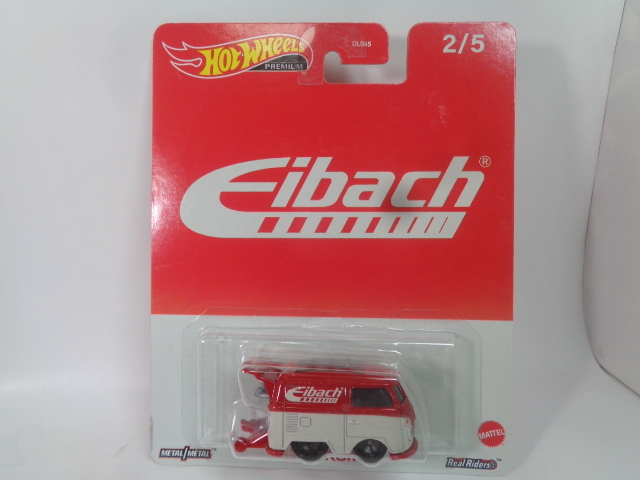 HOT WHEELS
PREMIUM
DLB45
2/5
Eibach®
Eibach
MATTEL
METAL/METAL
Real Riders